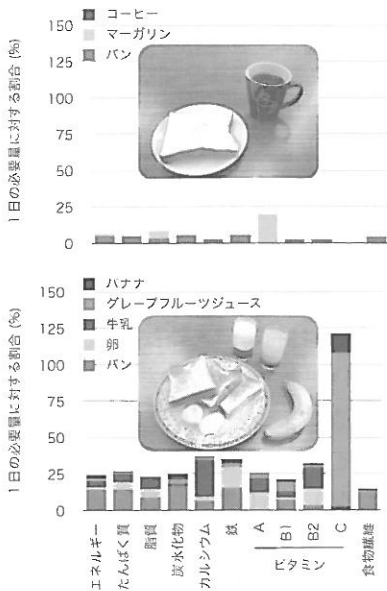 150
125
100
75
50
25
0
1日の必要量に対する割合 (%)
コーヒー
マーガリン
パン
150
125
100
75
50
25
0
1日の必要量に対する割合 (%)
バナナ
グレープフルーツジュース
牛乳
卵
パン
エネルギー
たんぱく質
脂質
炭水化物
カルシウム
鉄
A
B1
B2
C
ビタミン
食物繊維